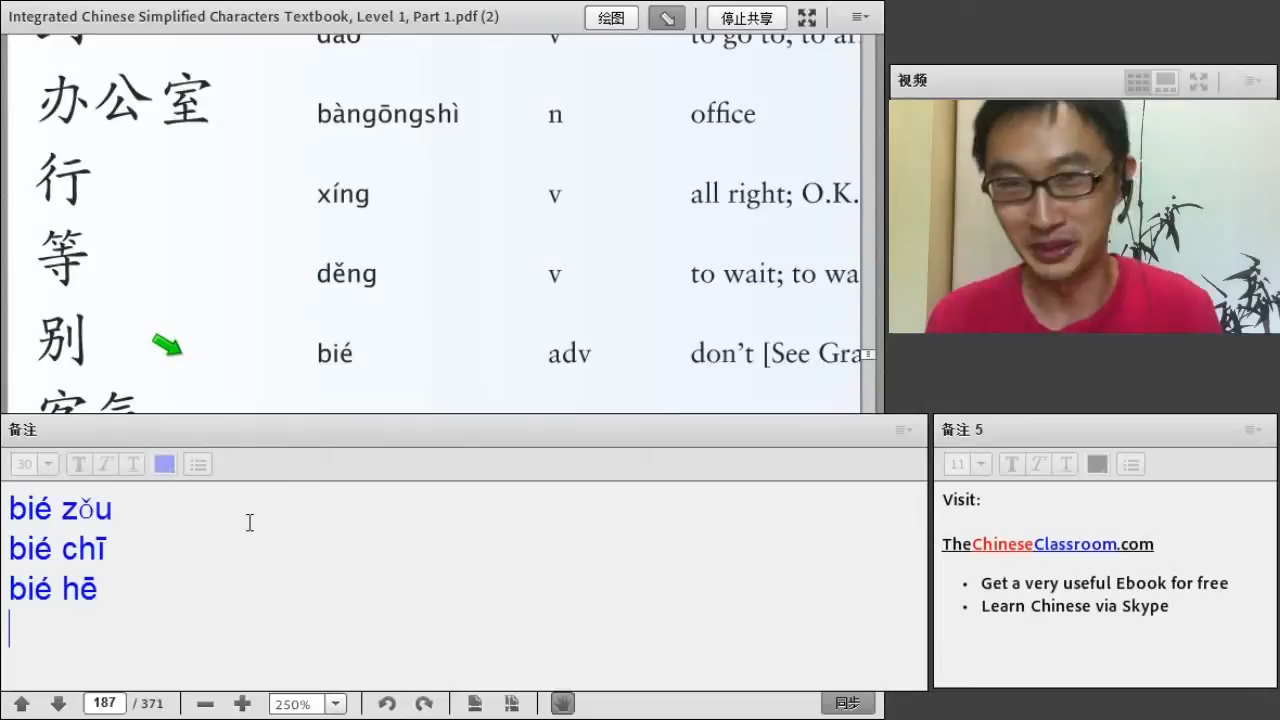 Integrated Chinese Simplified Characters Textbook, Level 1, Part 1.pdf (2)
绘图
停止共享
办公室 bàngōngshì n office
行 xíng v all right; O.K.
等 děng v to wait; to wa
别 bié adv don't [See Gra
客气
视频
备注
30
bié zǒu
bié chī
bié hē
187 / 371
250%
同步
备注 5
11
Visit:
TheChineseClassroom.com
• Get a very useful Ebook for free
• Learn Chinese via Skype